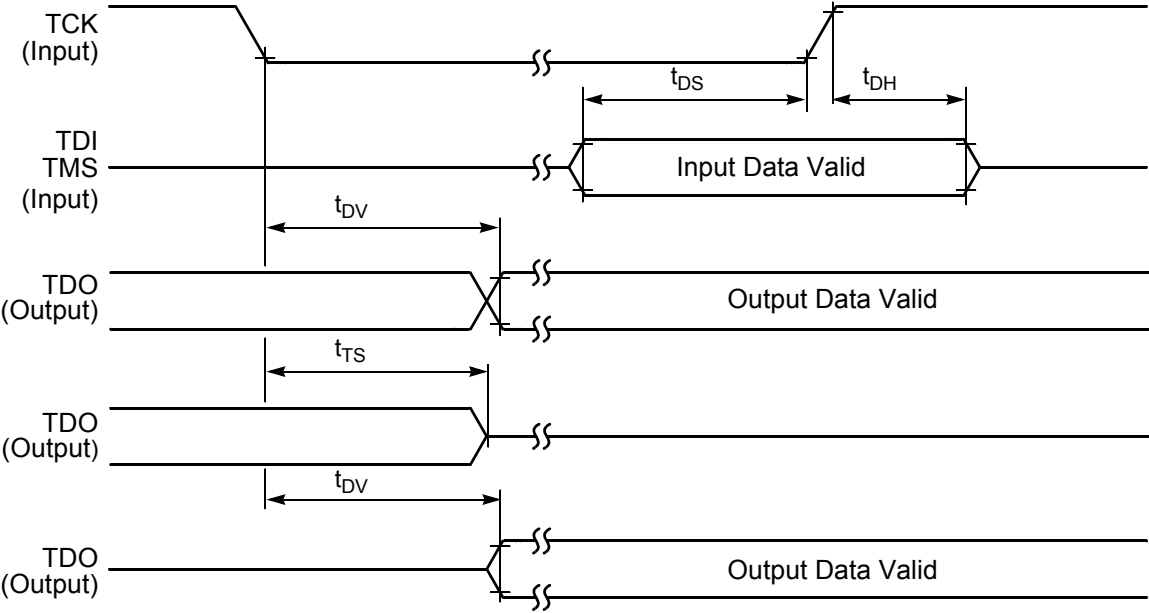 TCK
(Input)
tDS
tDH
TDI
TMS
(Input)
Input Data Valid
tDV
TDO
(Output)
Output Data Valid
tTS
TDO
(Output)
tDV
TDO
(Output)
Output Data Valid